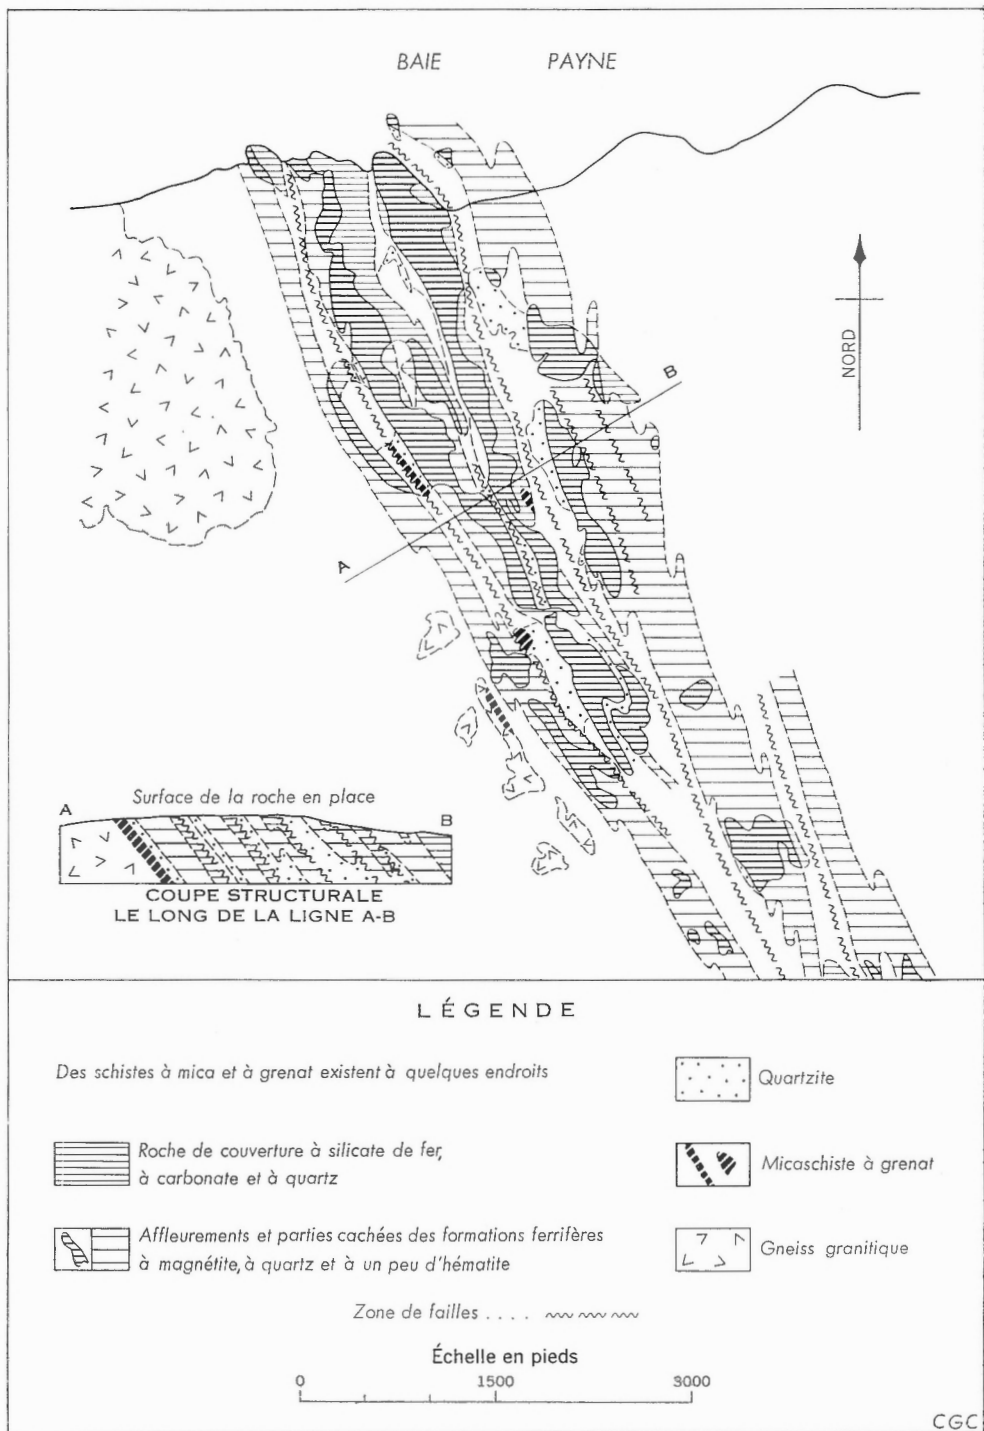 BAIE PAYNE
NORD
B
A
A
Surface de la roche en place
B
COUPE STRUCTURALE
LE LONG DE LA LIGNE A-B
LÉGENDE
Des schistes à mica et à grenat existent à quelques endroits
Roche de couverture à silicate de fer,
à carbonate et à quartz
Affleurements et parties cachées des formations ferrifères
à magnétite, à quartz et à un peu d'hématite
Quartzite
Micaschiste à grenat
Gneiss granitique
Zone de failles ....
Échelle en pieds
0 1500 3000
CGC